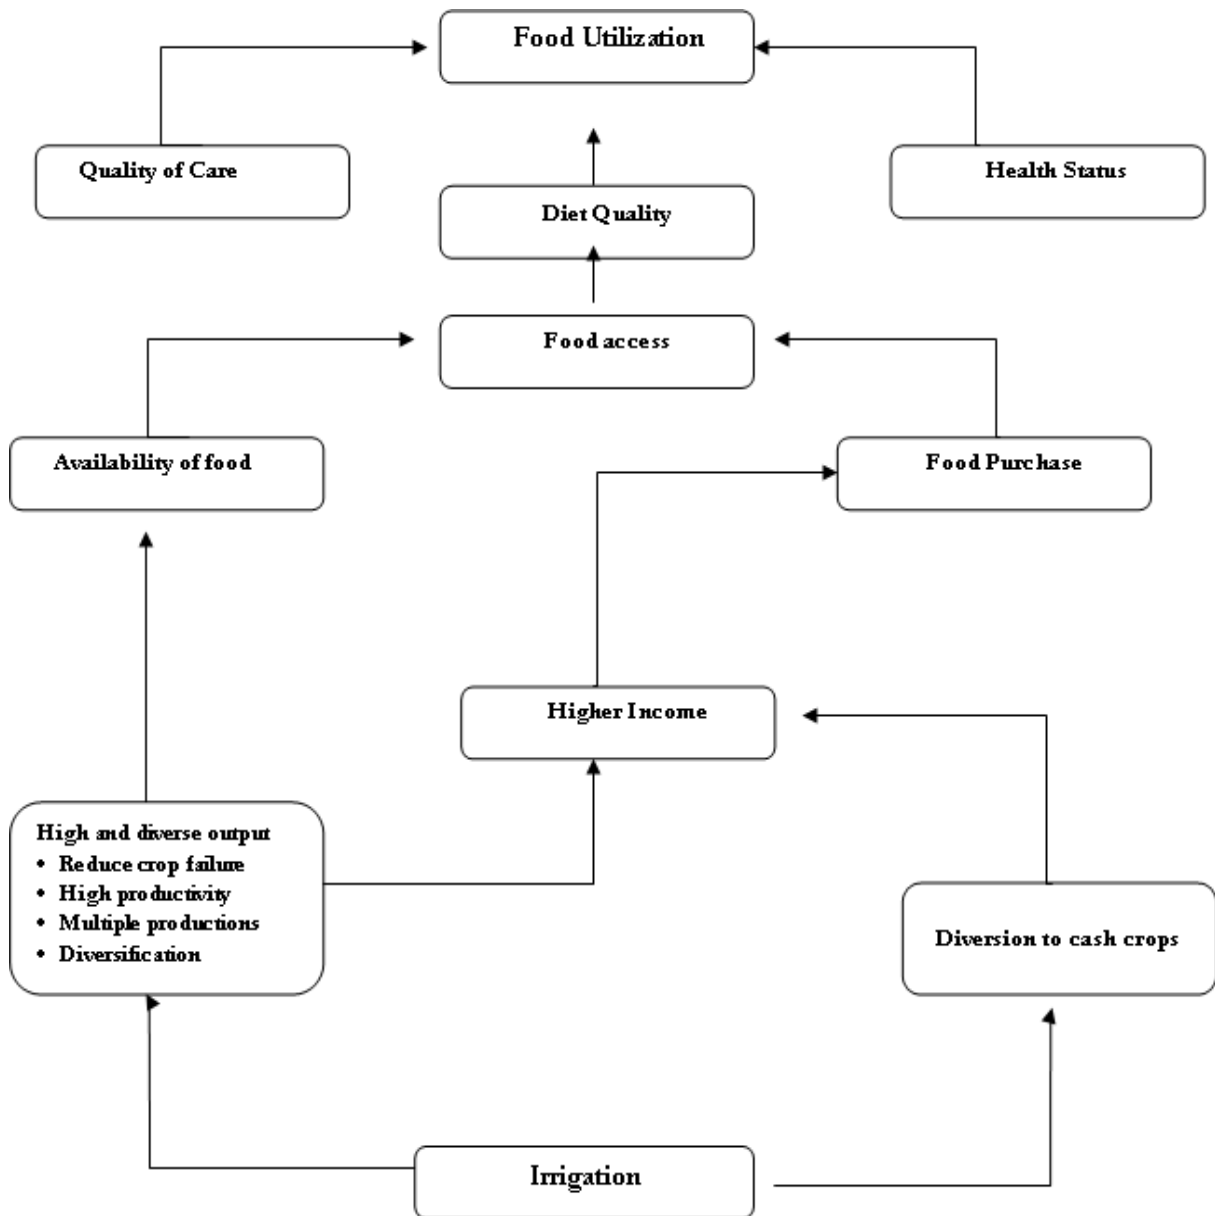 Food Utilization
Quality of Care
Health Status
Diet Quality
Food access
Availability of food
Food Purchase
Higher Income
High and diverse output
• Reduce crop failure
• High productivity
• Multiple productions
• Diversification
Diversion to cash crops
Irrigation